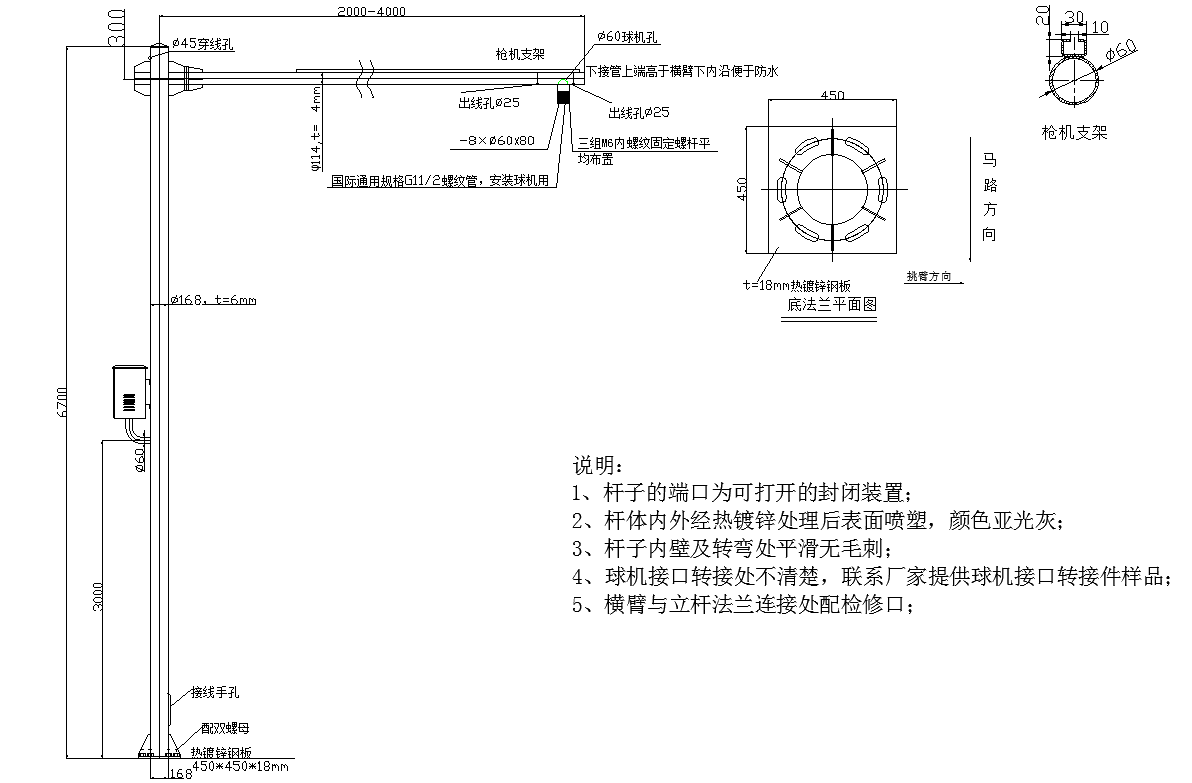 2000-4000
300
ø45穿线孔
枪机支架
ø60球机孔
下接管上端高于横臂下内沿便于防水
出线孔ø25
出线孔ø25
φ114,t= 4mm
-8×ø60X80
三组M6内螺纹固定螺杆平
均布置
国际通用规格G11/2螺纹管，安装球机用
20
30
10
ø60
枪机支架
450
450
t=18mm热镀锌钢板
底法兰平面图
马
路
方
向
挑臂方向
ø168，t=6mm
6700
ø60
3000
接线手孔
配双螺母
热镀锌钢板
450*450*18mm
168
说明：
1、杆子的端口为可打开的封闭装置；
2、杆体内外经热镀锌处理后表面喷塑，颜色亚光灰；
3、杆子内壁及转弯处平滑无毛刺；
4、球机接口转接处不清楚，联系厂家提供球机接口转接件样品；
5、横臂与立杆法兰连接处配检修口；